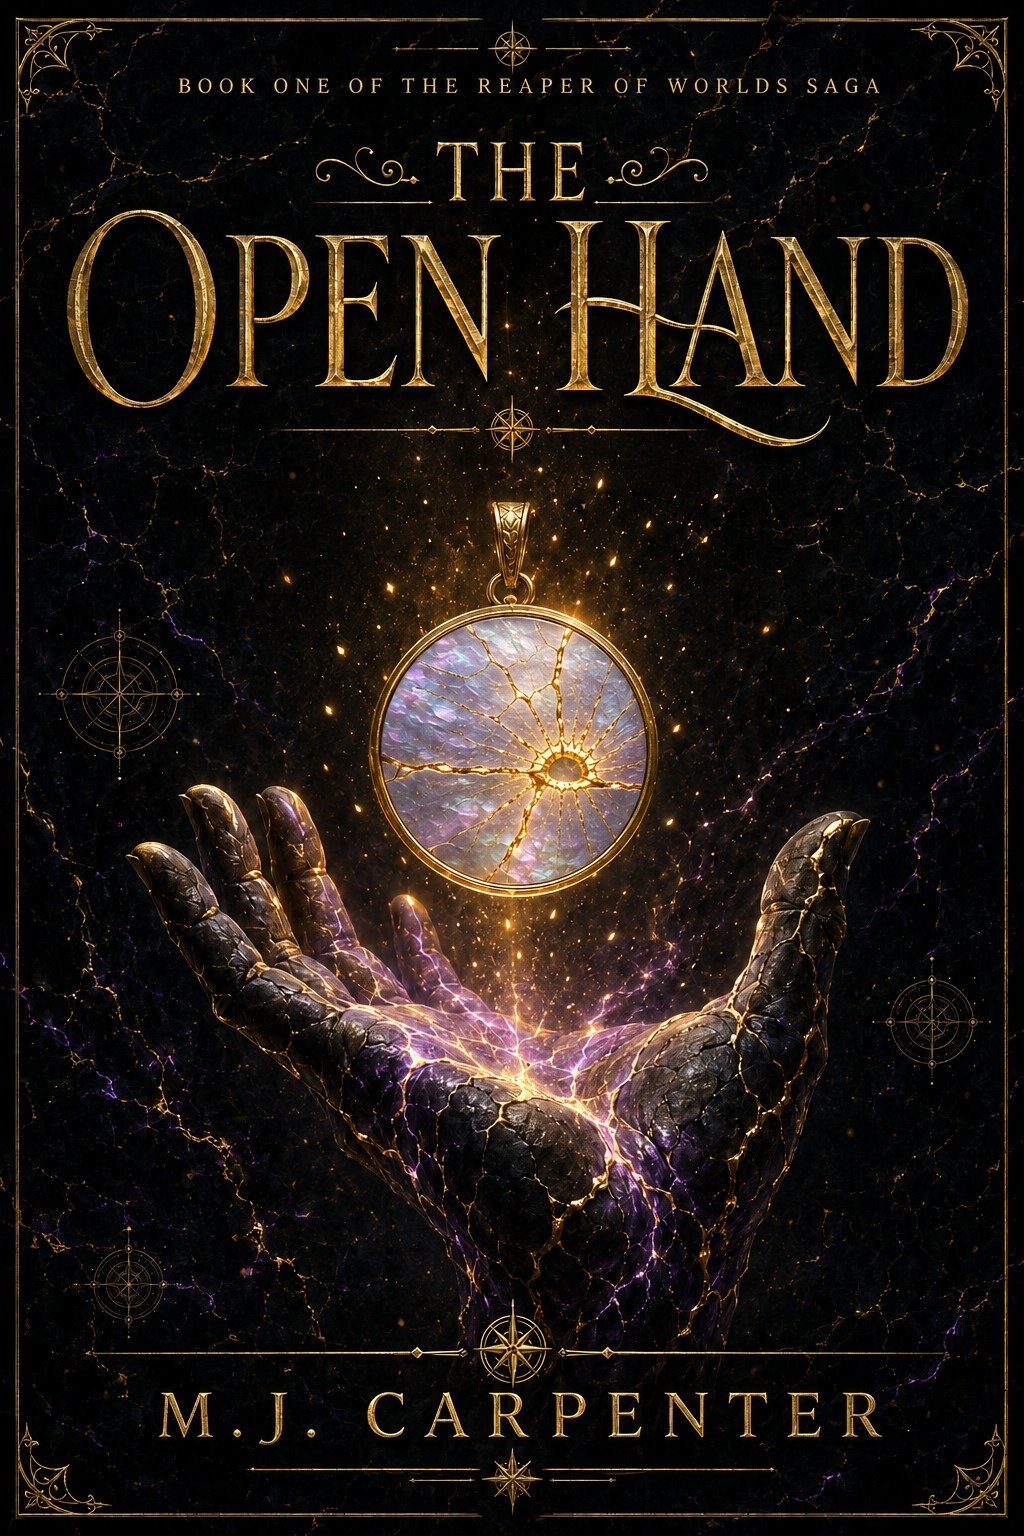 BOOK ONE OF THE REAPER OF WORLDS SAGA
THE
OPEN HAND
M.J. CARPENTER